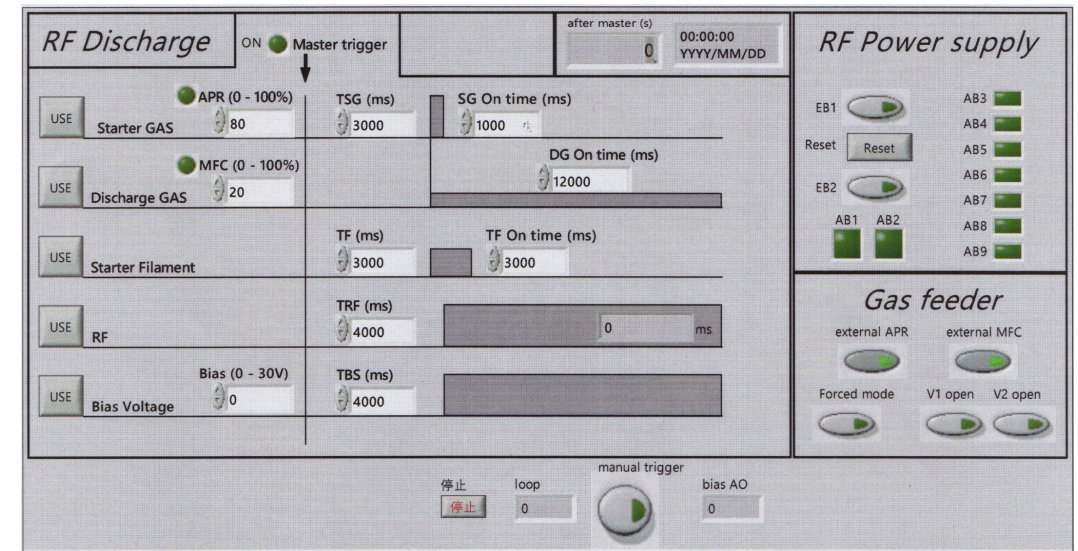 RF Discharge
ON
Master trigger
after master (s)
0
00:00:00
YYYY/MM/DD
USE
Starter GAS
APR (0 - 100%)
80
TSG (ms)
3000
SG On time (ms)
1000
USE
Discharge GAS
MFC (0 - 100%)
20
DG On time (ms)
12000
USE
Starter Filament
TF (ms)
3000
TF On time (ms)
3000
USE
RF
TRF (ms)
4000
0
ms
USE
Bias Voltage
Bias (0 - 30V)
0
TBS (ms)
4000
RF Power supply
EB1
Reset
Reset
EB2
AB1
AB2
AB3
AB4
AB5
AB6
AB7
AB8
AB9
Gas feeder
external APR
external MFC
Forced mode
V1 open
V2 open
停止
停止
loop
0
manual trigger
bias AO
0